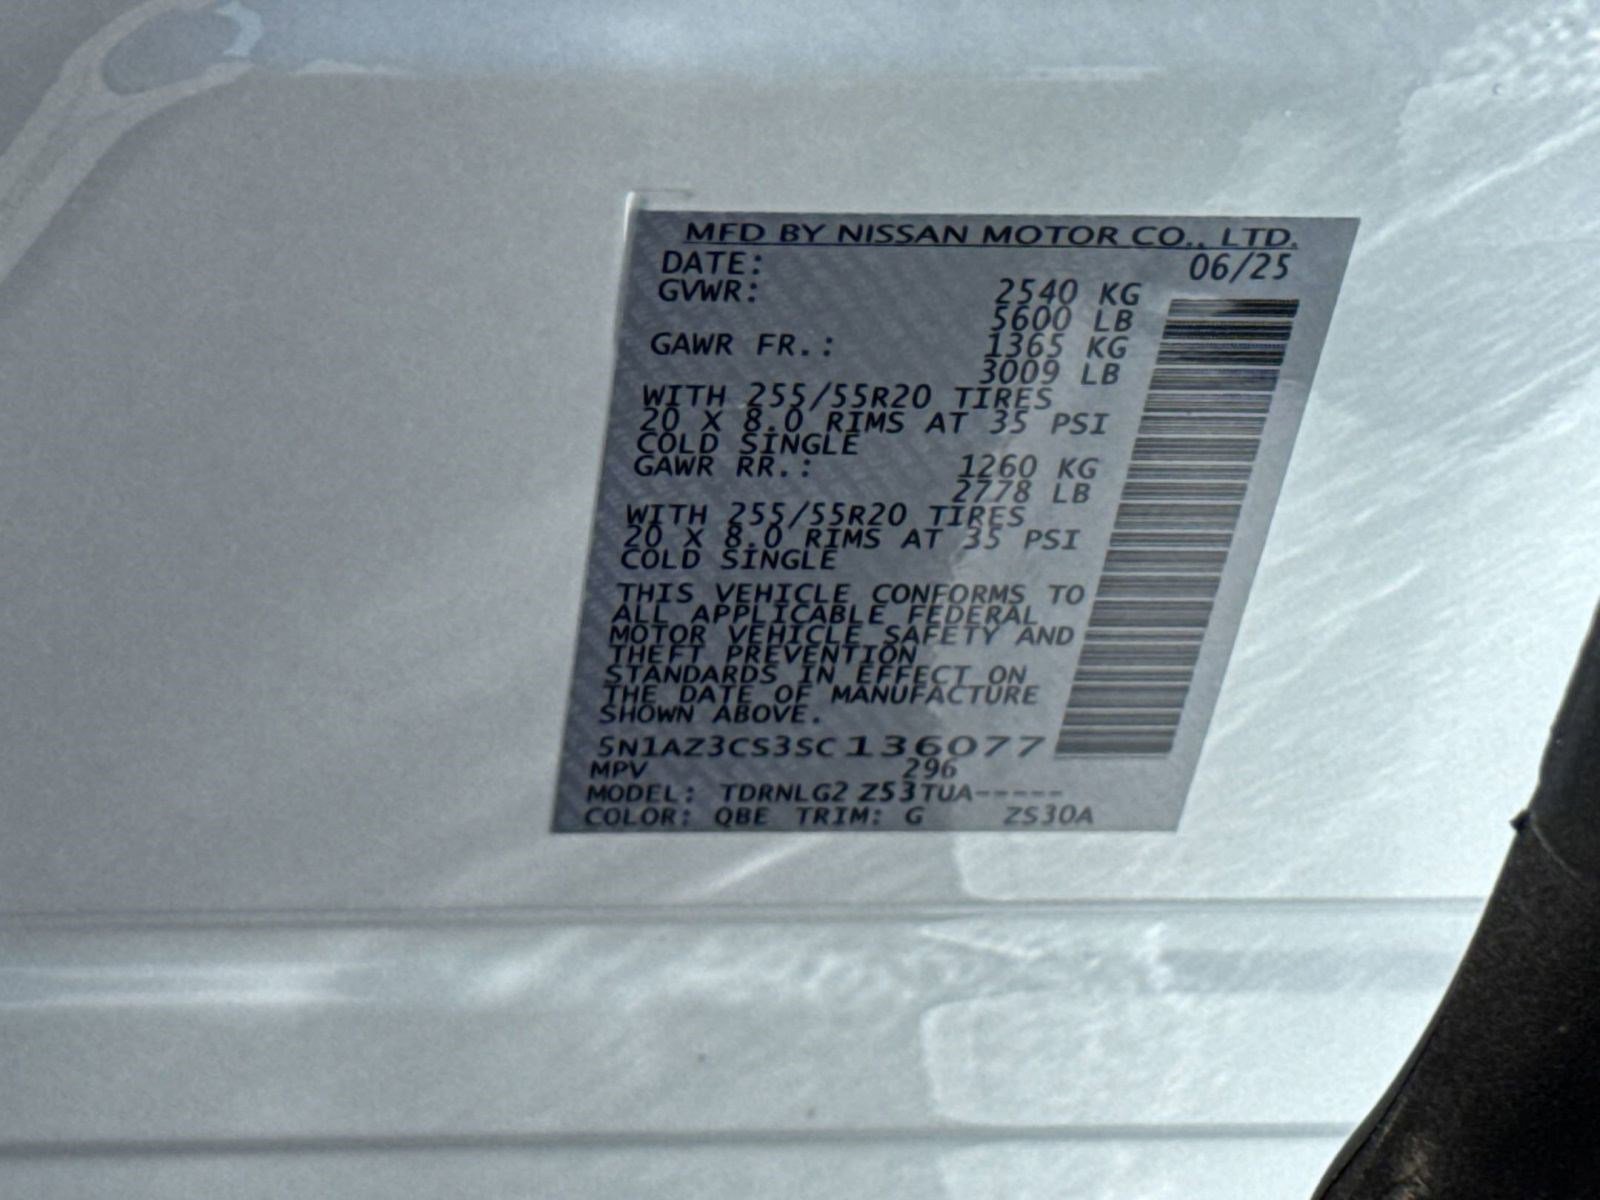 MFD BY NISSAN MOTOR CO., LTD.
DATE: 06/25
GVWR: 2540 KG
5600 LB
GAWR FR.: 1365 KG
3009 LB
WITH 255/55R20 TIRES
20 X 8.0 RIMS AT 35 PSI
COLD SINGLE
GAWR RR.: 1260 KG
2778 LB
WITH 255/55R20 TIRES
20 X 8.0 RIMS AT 35 PSI
COLD SINGLE
THIS VEHICLE CONFORMS TO
ALL APPLICABLE FEDERAL
MOTOR VEHICLE SAFETY AND
THEFT PREVENTION
STANDARDS IN EFFECT ON
THE DATE OF MANUFACTURE
SHOWN ABOVE.
5N1AZ3CS3SC136077
MPV 296
MODEL: TDRNLG2 Z53TUA-----
COLOR: QBE TRIM: G ZS30A